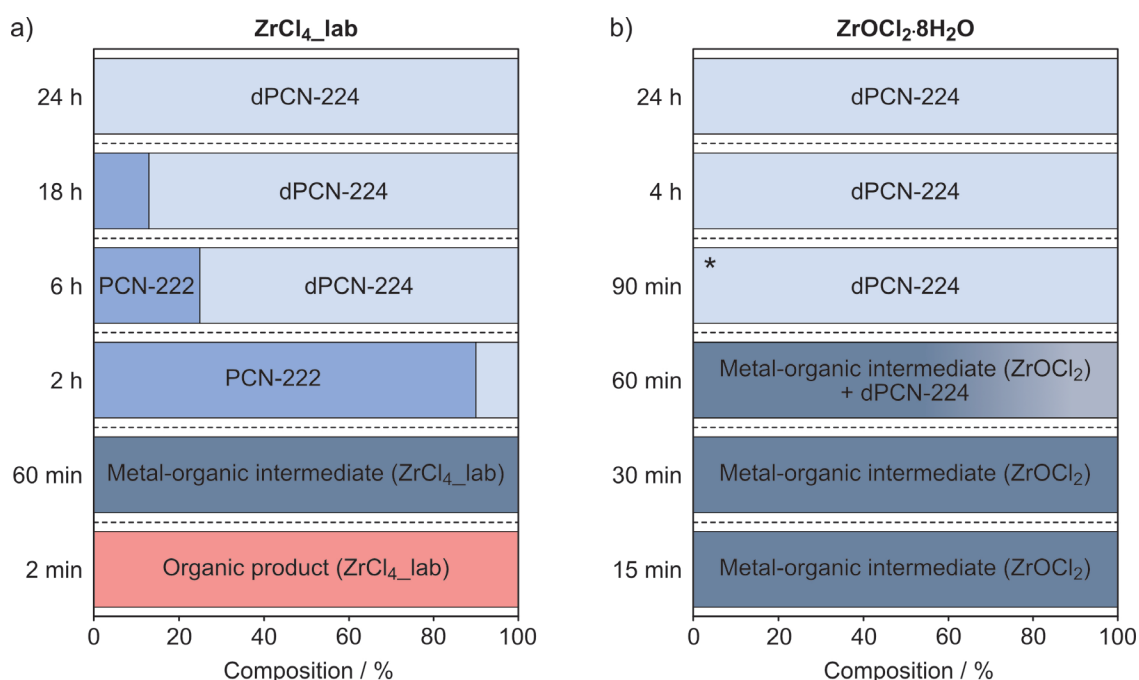 a)
ZrCl₄_lab
24 h
dPCN-224
18 h
dPCN-224
6 h
PCN-222
dPCN-224
2 h
PCN-222
60 min
Metal-organic intermediate (ZrCl₄_lab)
2 min
Organic product (ZrCl₄_lab)
0 20 40 60 80 100
Composition / %
b)
ZrOCl₂·8H₂O
24 h
dPCN-224
4 h
dPCN-224
90 min
*
dPCN-224
60 min
Metal-organic intermediate (ZrOCl₂)
+ dPCN-224
30 min
Metal-organic intermediate (ZrOCl₂)
15 min
Metal-organic intermediate (ZrOCl₂)
0 20 40 60 80 100
Composition / %